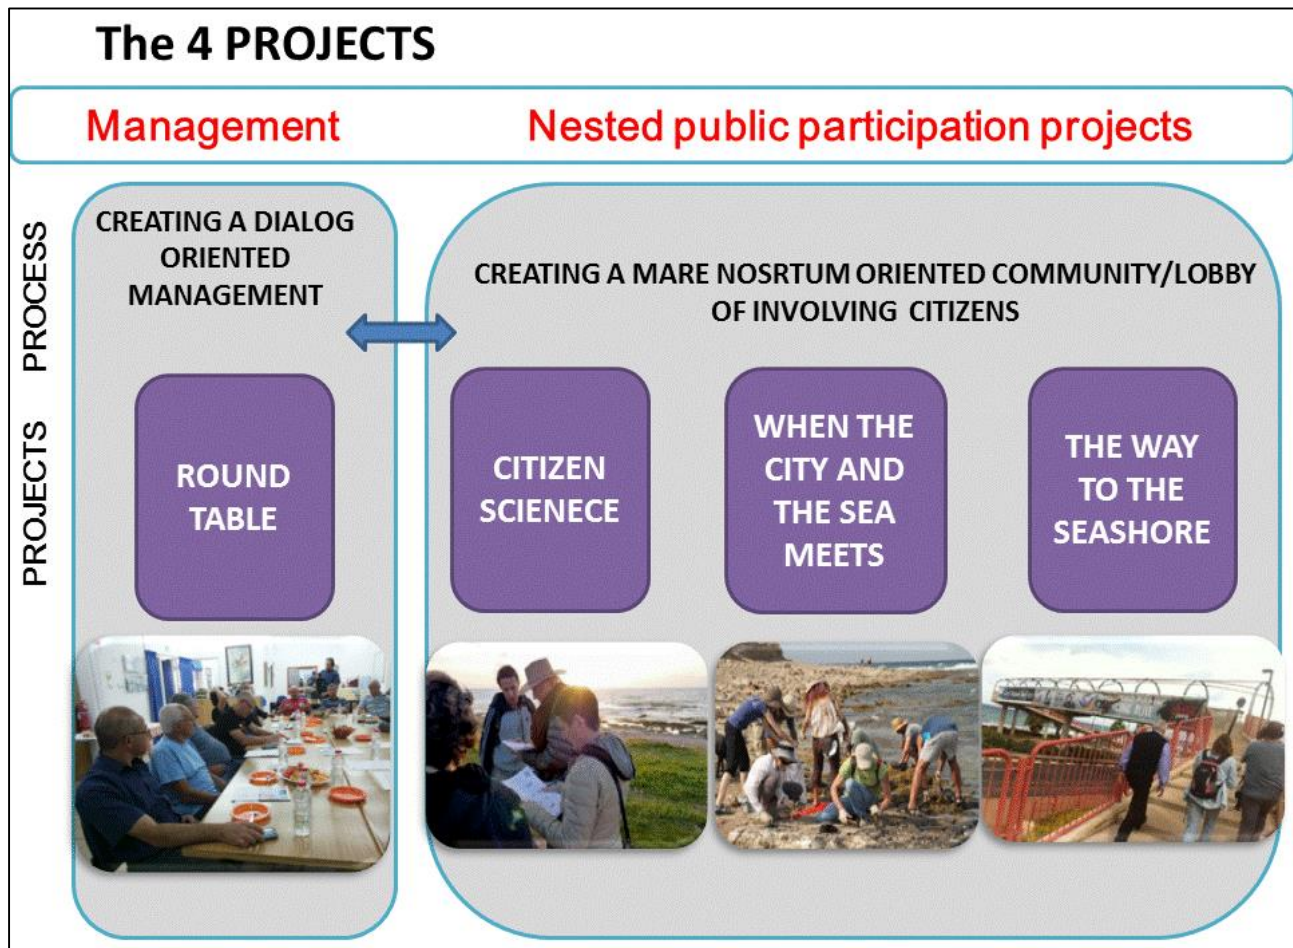 The 4 PROJECTS
Management
Nested public participation projects
PROCESS
CREATING A DIALOG
ORIENTED
MANAGEMENT
CREATING A MARE NOSRTUM ORIENTED COMMUNITY/LOBBY
OF INVOLVING CITIZENS
PROJECTS
ROUND
TABLE
CITIZEN
SCIENECE
WHEN THE
CITY AND
THE SEA
MEETS
THE WAY
TO THE
SEASHORE